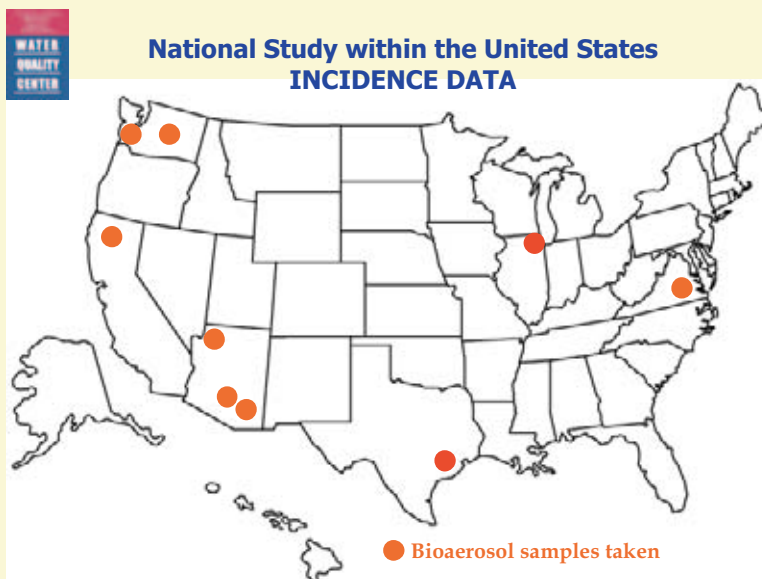 WATER
QUALITY
CENTER
National Study within the United States
INCIDENCE DATA
Bioaerosol samples taken